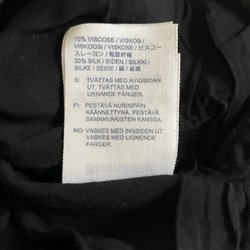 70% VISCOSE / VISKOS /
VISKOOSI / VISKOSE / ビスコー
スレーヨン / 粘胶纤维
30% SILK / SIDEN / SILKKI /
SILKE / SEIDE / 絹 / 蚕丝
S: TVÄTTAS MED AVIGSIDAN
UT. TVÄTTAS MED
LIKNANDE FÄRGER.
FI: PESTÄVÄ NURINPÄIN
KÄÄNNETTYNÄ, PESTÄVÄ
SAMANVÄRISTEN KANSSA.
NO: VASKES MED INNSIDEN UT.
VASKES MED LIKE FARGER.